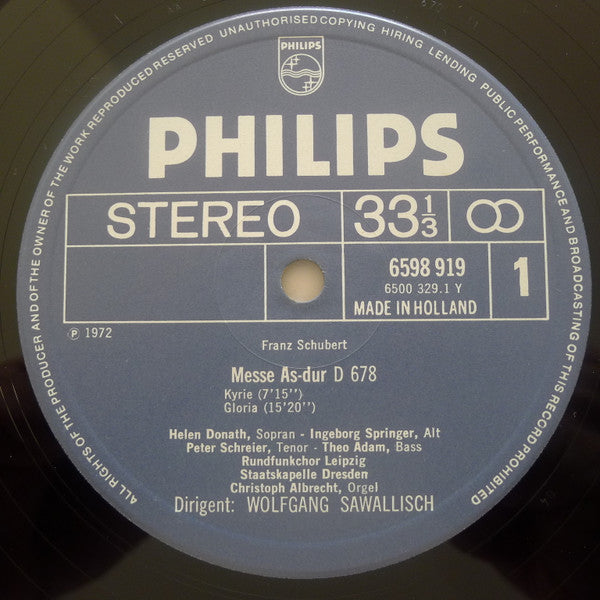 ALL RIGHTS OF THE PRODUCER AND OF THE OWNER OF THE WORK REPRODUCED RESERVED UNAUTHORISED COPYING HIRING LENDING PUBLIC PERFORMANCE AND BROADCASTING OF THIS RECORD PROHIBITED
PHILIPS
PHILIPS
STEREO 33 1/3
6598 919 1
6500 329.1 Y
MADE IN HOLLAND
Ⓟ 1972
Franz Schubert
Messe As-dur D 678
Kyrie (7'15'')
Gloria (15'20'')
Helen Donath, Sopran - Ingeborg Springer, Alt
Peter Schreier, Tenor - Theo Adam, Bass
Rundfunkchor Leipzig
Staatskapelle Dresden
Christoph Albrecht, Orgel
Dirigent: WOLFGANG SAWALLISCH